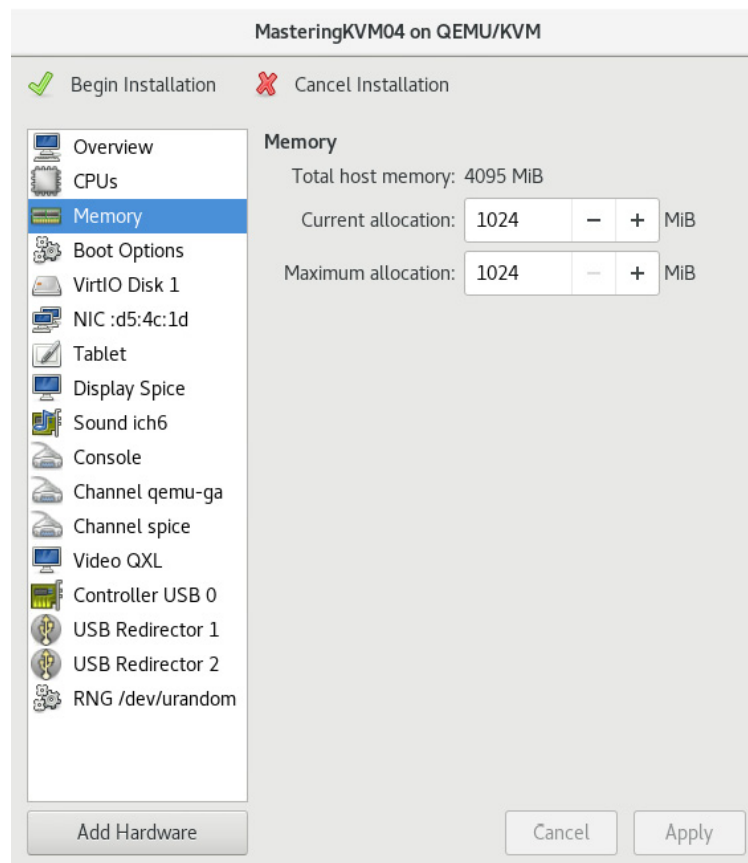 MasteringKVM04 on QEMU/KVM
Begin Installation
Cancel Installation
Overview
CPUs
Memory
Boot Options
VirtIO Disk 1
NIC :d5:4c:1d
Tablet
Display Spice
Sound ich6
Console
Channel qemu-ga
Channel spice
Video QXL
Controller USB 0
USB Redirector 1
USB Redirector 2
RNG /dev/urandom
Add Hardware
Memory
Total host memory: 4095 MiB
Current allocation: 1024 − + MiB
Maximum allocation: 1024 − + MiB
Cancel
Apply